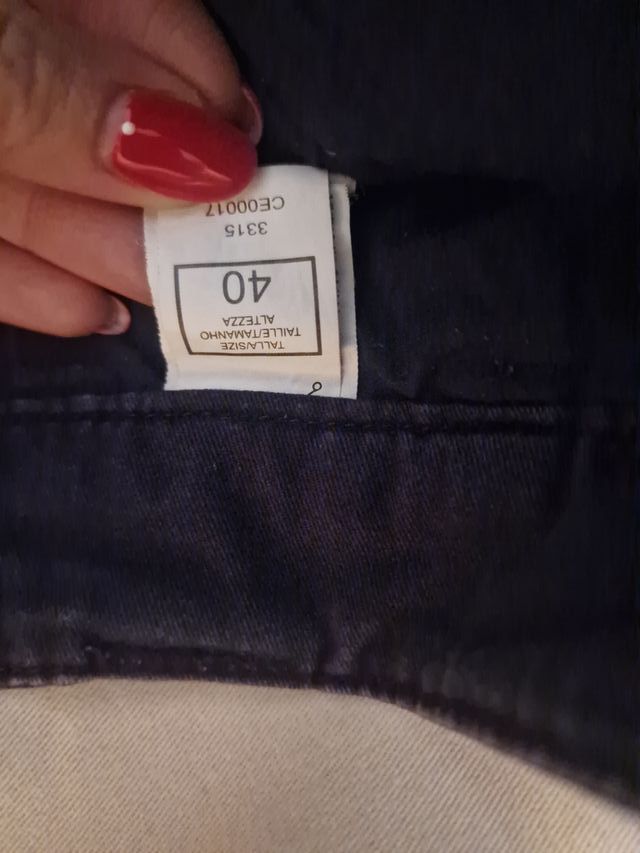 TALLA/SIZE
TAILLE/TAMANHO
ALTEZZA
40
3315
CE00017